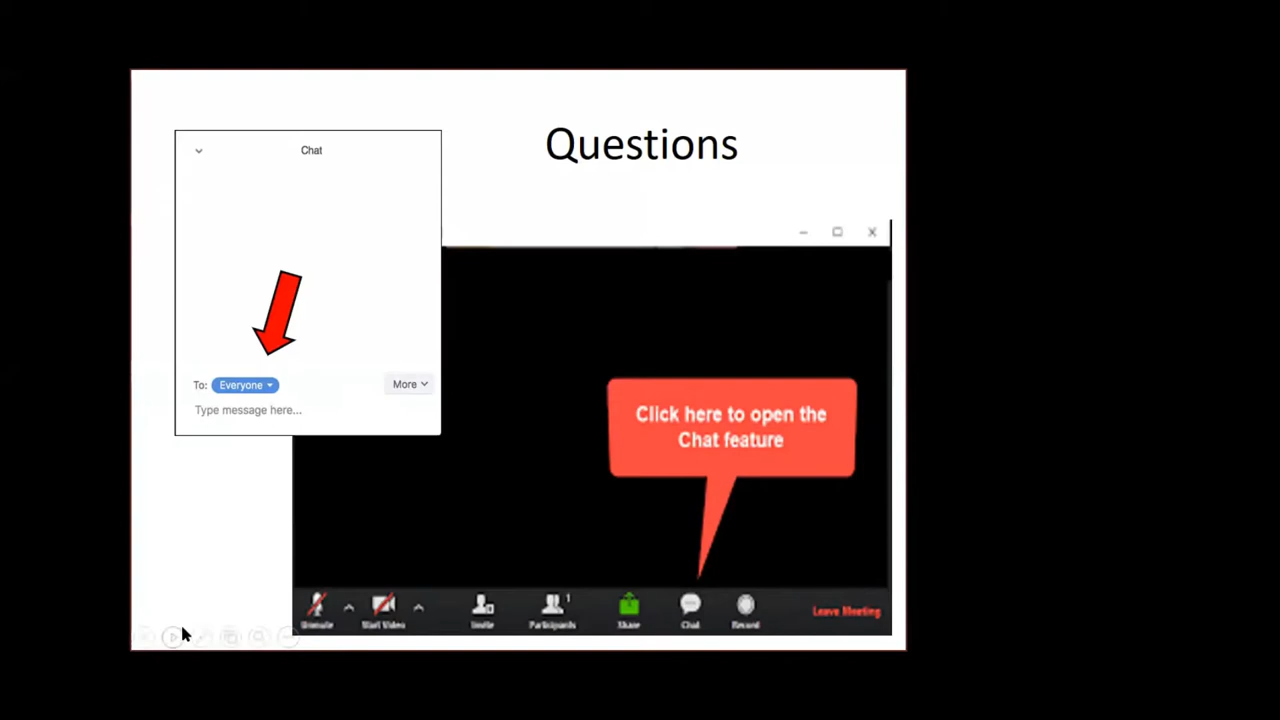 Questions
Chat
To: Everyone
More
Type message here...
Click here to open the
Chat feature
1
Unmute
Start Video
Invite
Participants
Share
Chat
Record
Leave Meeting